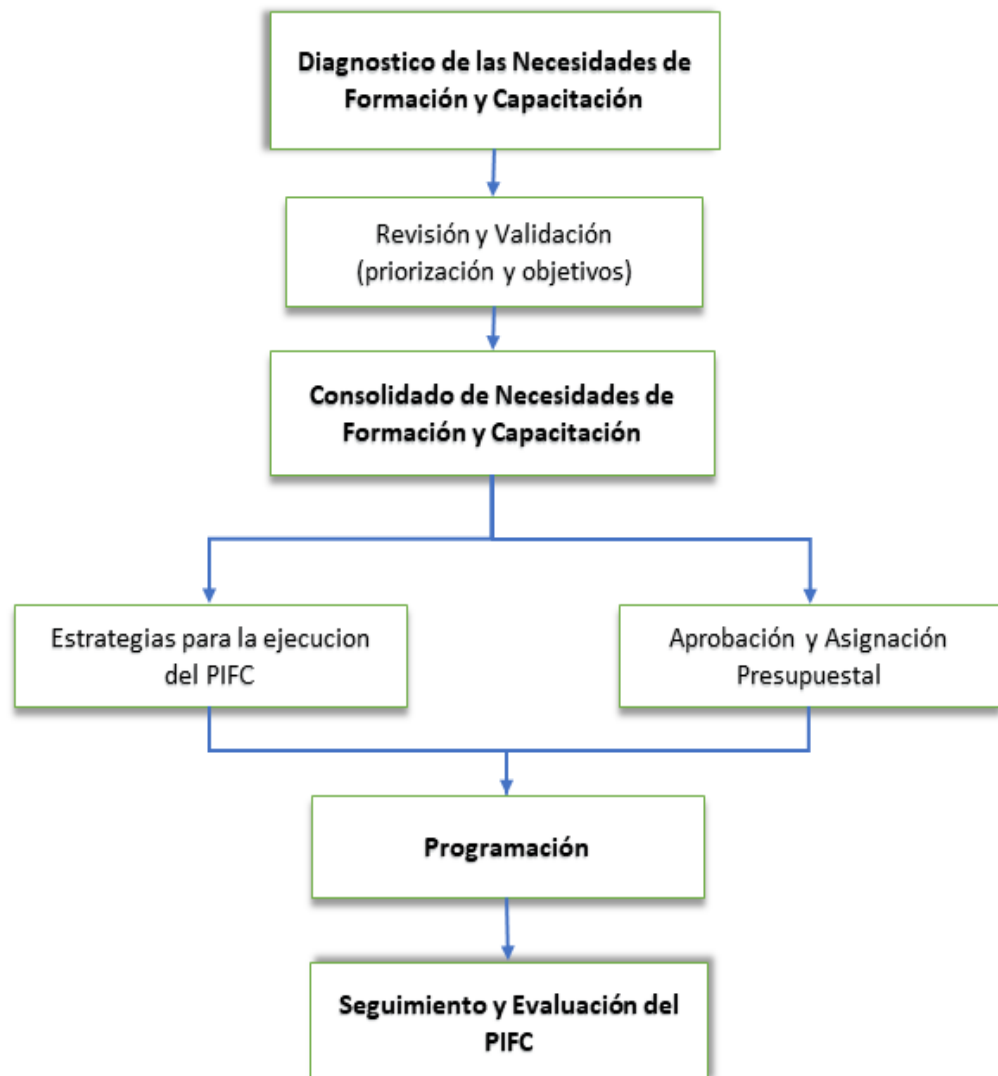 Diagnostico de las Necesidades de
Formación y Capacitación
Revisión y Validación
(priorización y objetivos)
Consolidado de Necesidades de
Formación y Capacitación
Estrategias para la ejecucion
del PIFC
Aprobación y Asignación
Presupuestal
Programación
Seguimiento y Evaluación del
PIFC